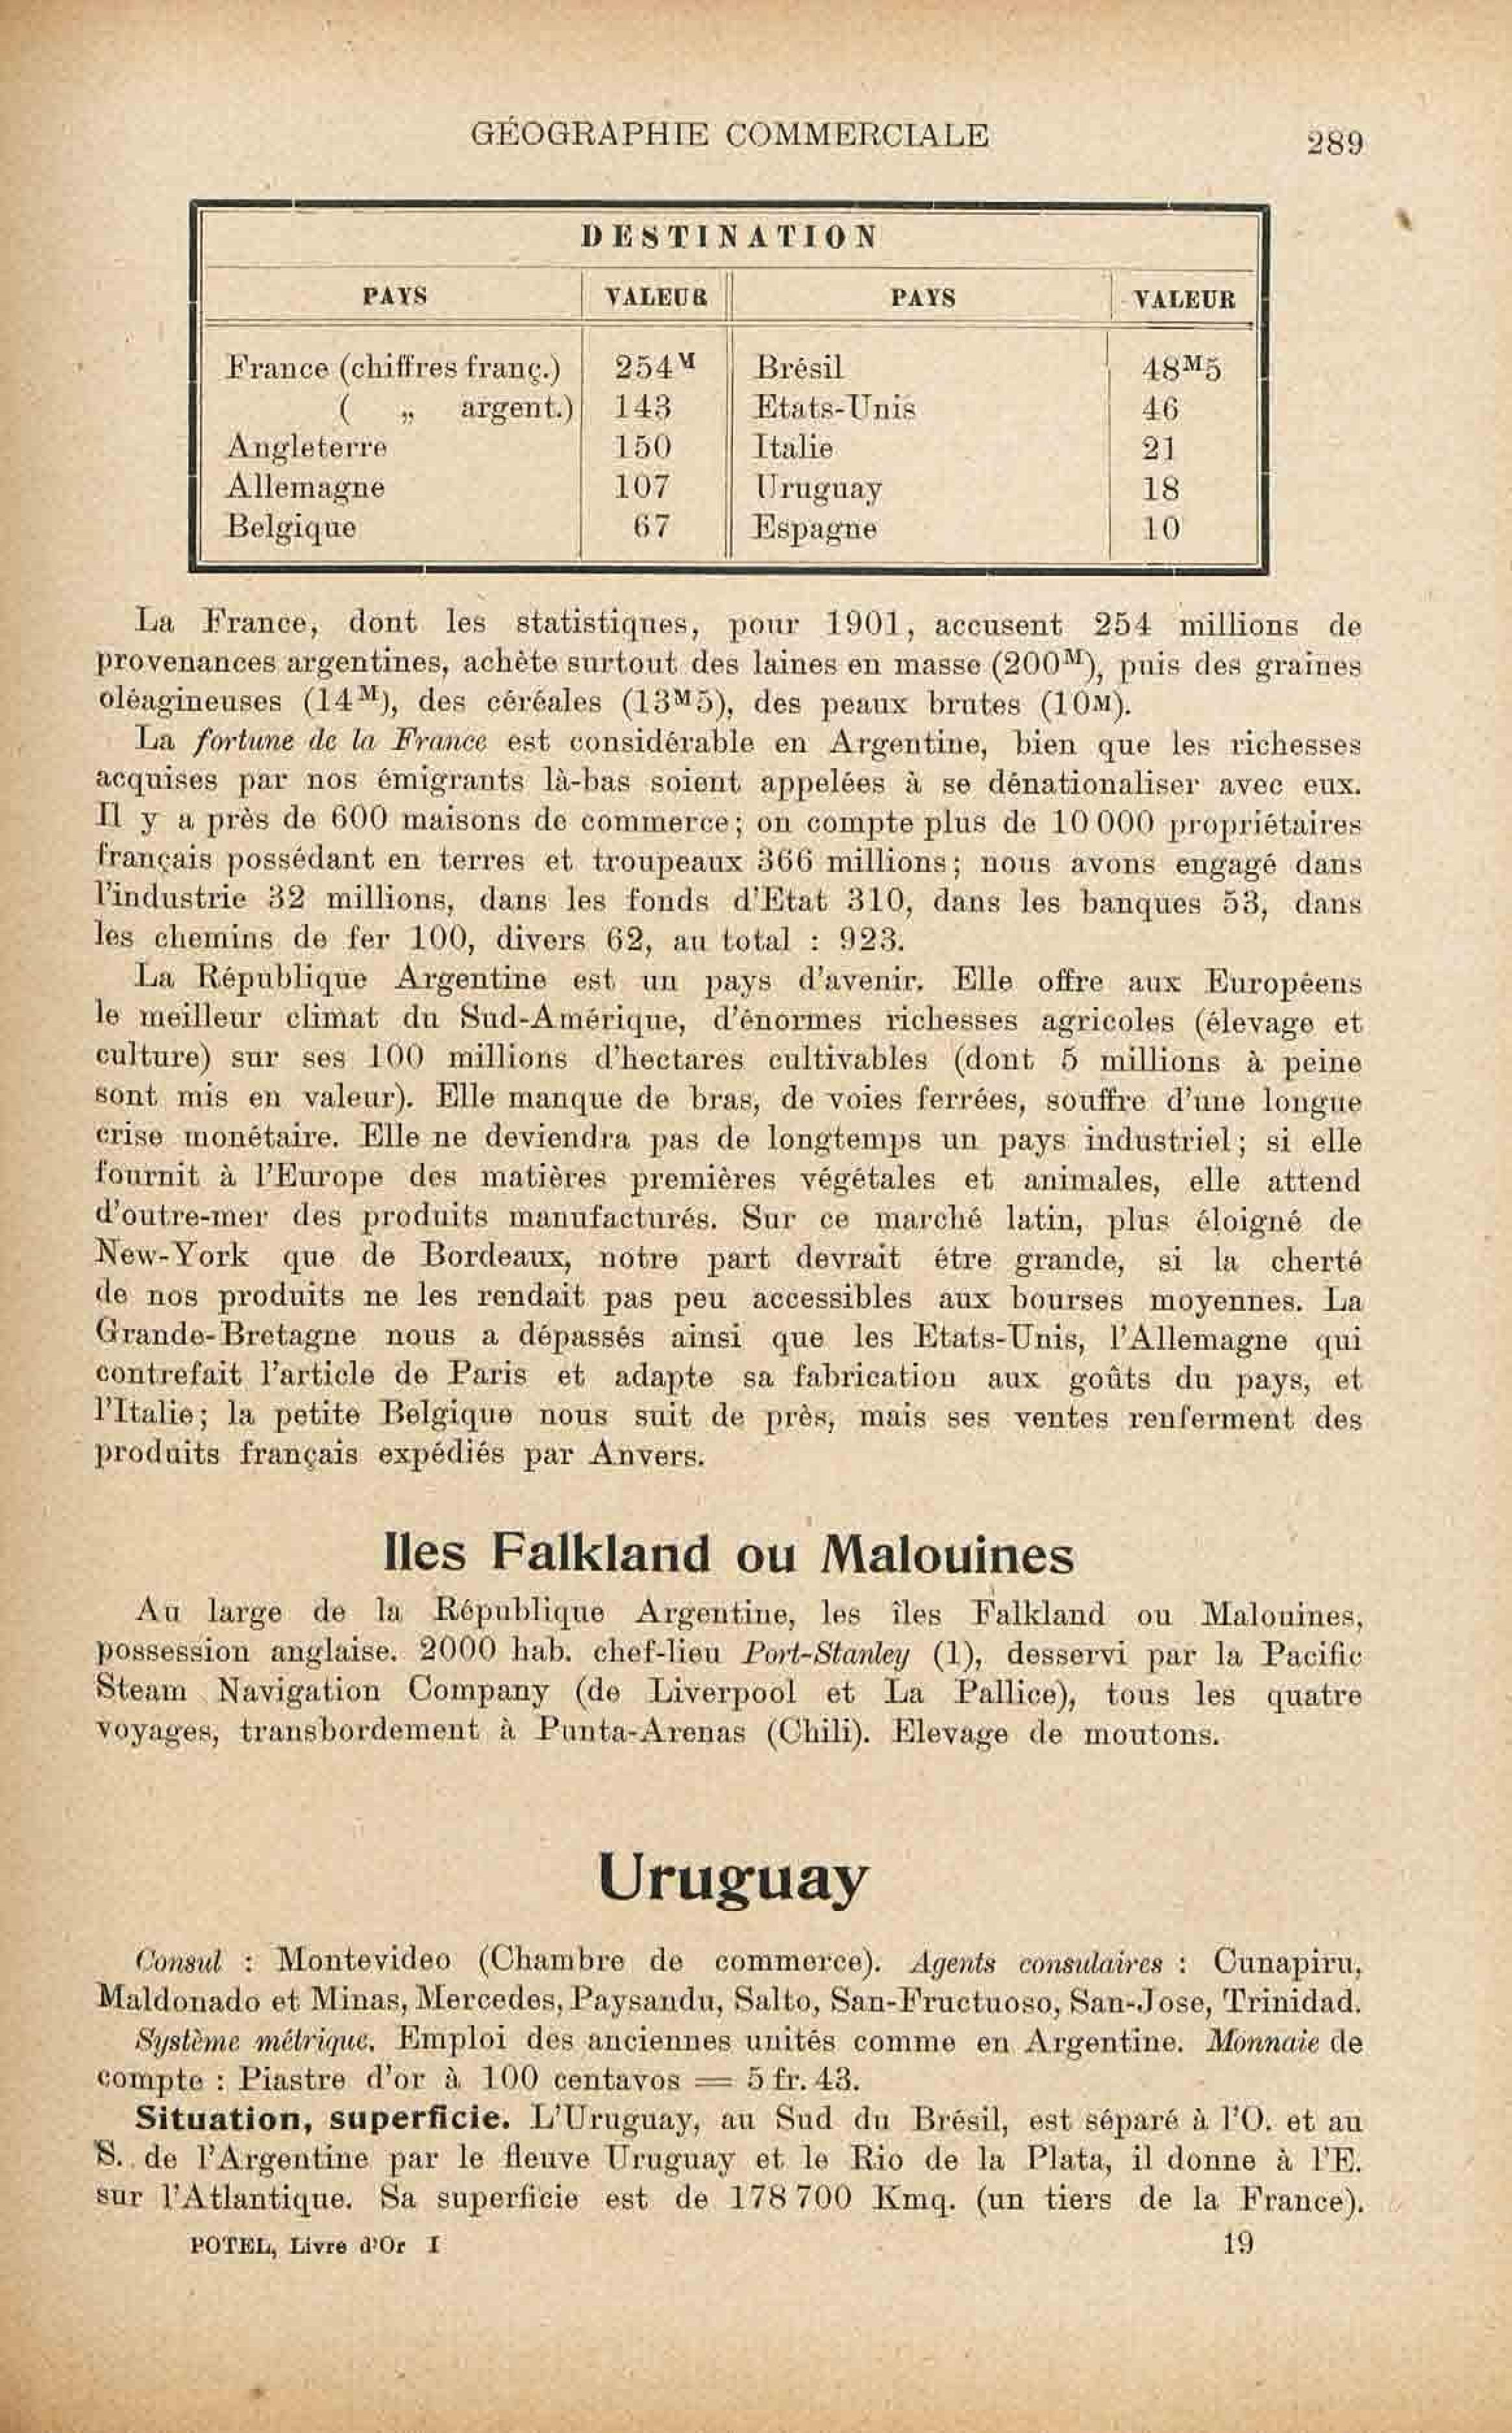 GÉOGRAPHIE COMMERCIALE 289
DESTINATION
PAYS VALEUR PAYS VALEUR
France (chiffres franç.) 254M Brésil 48M5
( „ argent.) 143 Etats-Unis 46
Angleterre 150 Italie 21
Allemagne 107 Uruguay 18
Belgique 67 Espagne 10
La France, dont les statistiques, pour 1901, accusent 254 millions de
provenances argentines, achète surtout des laines en masse (200M), puis des graines
oléagineuses (14M), des céréales (13M5), des peaux brutes (10M).
La fortune de la France est considérable en Argentine, bien que les richesses
acquises par nos émigrants là-bas soient appelées à se dénationaliser avec eux.
Il y a près de 600 maisons de commerce; on compte plus de 10 000 propriétaires
français possédant en terres et troupeaux 366 millions; nous avons engagé dans
l'industrie 32 millions, dans les fonds d'Etat 310, dans les banques 53, dans
les chemins de fer 100, divers 62, au total : 923.
La République Argentine est un pays d'avenir. Elle offre aux Européens
le meilleur climat du Sud-Amérique, d'énormes richesses agricoles (élevage et
culture) sur ses 100 millions d'hectares cultivables (dont 5 millions à peine
sont mis en valeur). Elle manque de bras, de voies ferrées, souffre d'une longue
crise monétaire. Elle ne deviendra pas de longtemps un pays industriel; si elle
fournit à l'Europe des matières premières végétales et animales, elle attend
d'outre-mer des produits manufacturés. Sur ce marché latin, plus éloigné de
New-York que de Bordeaux, notre part devrait être grande, si la cherté
de nos produits ne les rendait pas peu accessibles aux bourses moyennes. La
Grande-Bretagne nous a dépassés ainsi que les Etats-Unis, l'Allemagne qui
contrefait l'article de Paris et adapte sa fabrication aux goûts du pays, et
l'Italie; la petite Belgique nous suit de près, mais ses ventes renferment des
produits français expédiés par Anvers.
Iles Falkland ou Malouines
Au large de la République Argentine, les îles Falkland ou Malouines,
possession anglaise. 2000 hab. chef-lieu Port-Stanley (1), desservi par la Pacific
Steam Navigation Company (de Liverpool et La Pallice), tous les quatre
voyages, transbordement à Punta-Arenas (Chili). Elevage de moutons.
Uruguay
Consul : Montevideo (Chambre de commerce). Agents consulaires : Cunapiru,
Maldonado et Minas, Mercedes, Paysandu, Salto, San-Fructuoso, San-Jose, Trinidad.
Système métrique. Emploi des anciennes unités comme en Argentine. Monnaie de
compte : Piastre d'or à 100 centavos = 5 fr. 43.
Situation, superficie. L'Uruguay, au Sud du Brésil, est séparé à l'O. et au
S. de l'Argentine par le fleuve Uruguay et le Rio de la Plata, il donne à l'E.
sur l'Atlantique. Sa superficie est de 178 700 Kmq. (un tiers de la France).
POTEL, Livre d'Or I 19